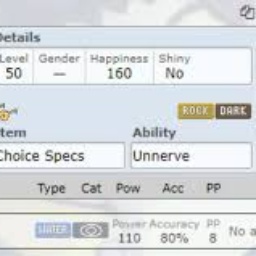 Details
Level Gender Happiness Shiny
50 — 160 No
ROCK DARK
Item Ability
Choice Specs Unnerve
Type Cat Pow Acc PP
WATER Power Accuracy PP
110 80% 8 No a